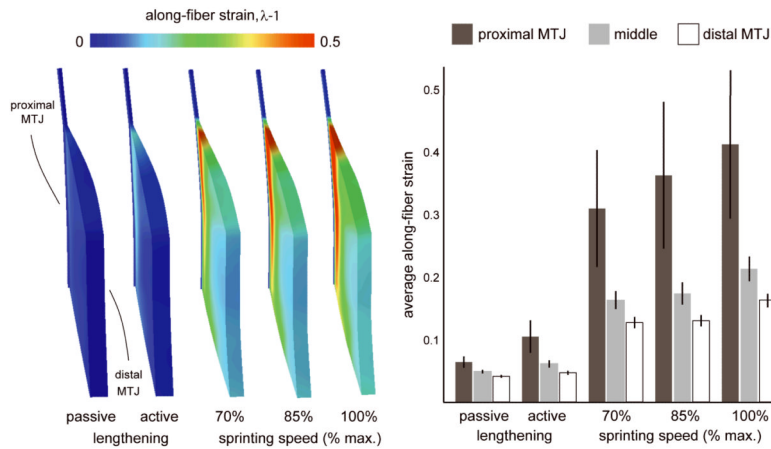 along-fiber strain, λ-1
0
0.5
proximal
MTJ
distal
MTJ
passive
active
70%
85%
100%
lengthening
sprinting speed (% max.)
proximal MTJ
middle
distal MTJ
average along-fiber strain
0.5
0.4
0.3
0.2
0.1
passive
active
70%
85%
100%
lengthening
sprinting speed (% max.)